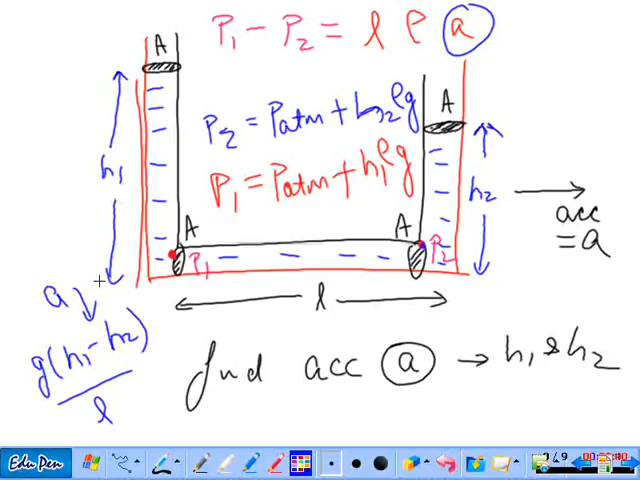 P₁ - P₂ = l ρ a
A
A
P₂ = Patm + h₂ρg
P₁ = Patm + h₁ρg
h₁
h₂
acc
= a
A
A
P₁
P₂
l
a
g(h₁-h₂)
l
find acc a → h₁ & h₂
Edu Pen